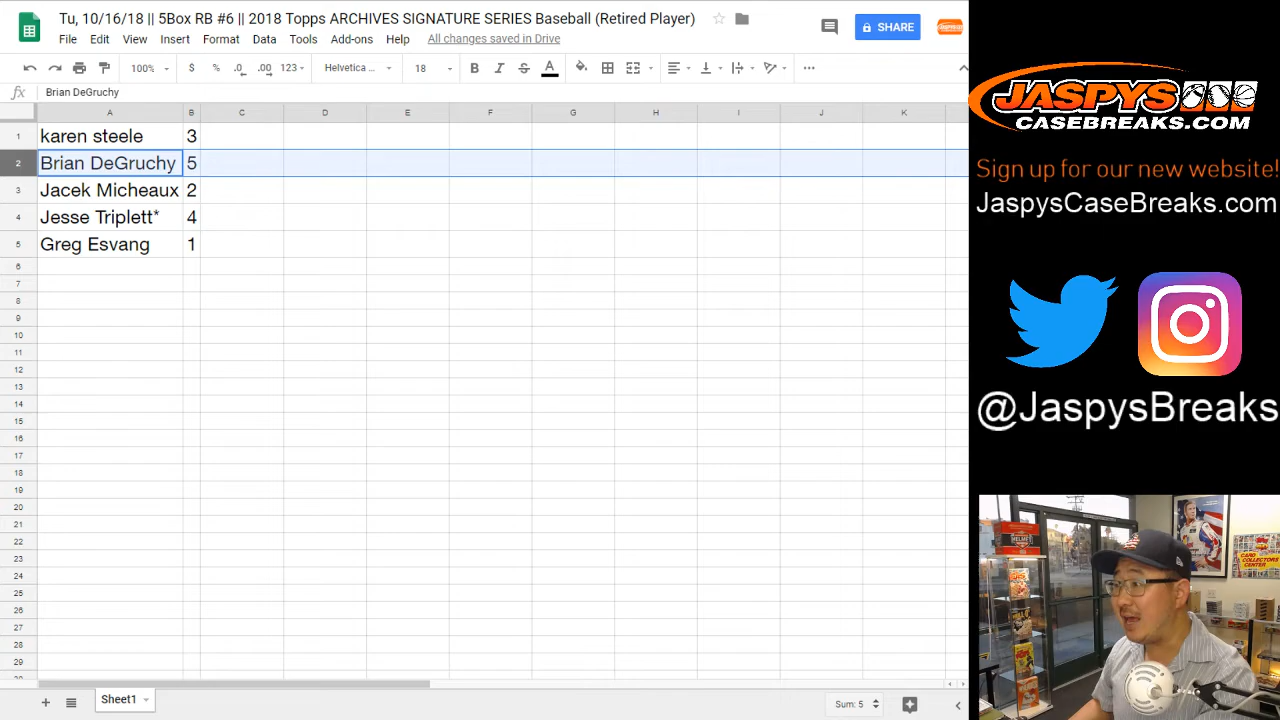 Tu, 10/16/18 || 5Box RB #6 || 2018 Topps ARCHIVES SIGNATURE SERIES Baseball (Retired Player)
File Edit View Insert Format Data Tools Add-ons Help All changes saved in Drive
SHARE
100% $ % .0 .00 123 Helvetica ... 18 B I S A
fx Brian DeGruchy
A B C D E F G H I J K
1 karen steele 3
2 Brian DeGruchy 5
3 Jacek Micheaux 2
4 Jesse Triplett* 4
5 Greg Esvang 1
6
7
8
9
10
11
12
13
14
15
16
17
18
19
20
21
22
23
24
25
26
27
28
29
Sheet1
Sum: 5
JASPYS
CASEBREAKS.COM
Sign up for our new website!
JaspysCaseBreaks.com
@JaspysBreaks
CARD
COLLECTORS
CENTER